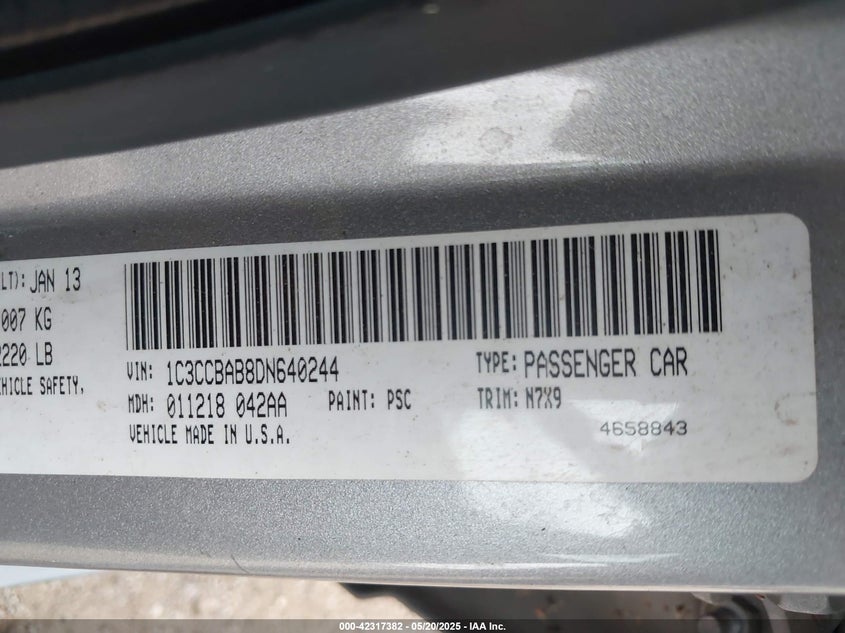 LT): JAN 13
007 KG
2220 LB
EHICLE SAFETY,
VIN: 1C3CCBAB8DN640244
TYPE: PASSENGER CAR
MDH: 011218 042AA
PAINT: PSC
TRIM: N7X9
VEHICLE MADE IN U.S.A.
4658843
000-42317382 - 05/20/2025 - IAA Inc.